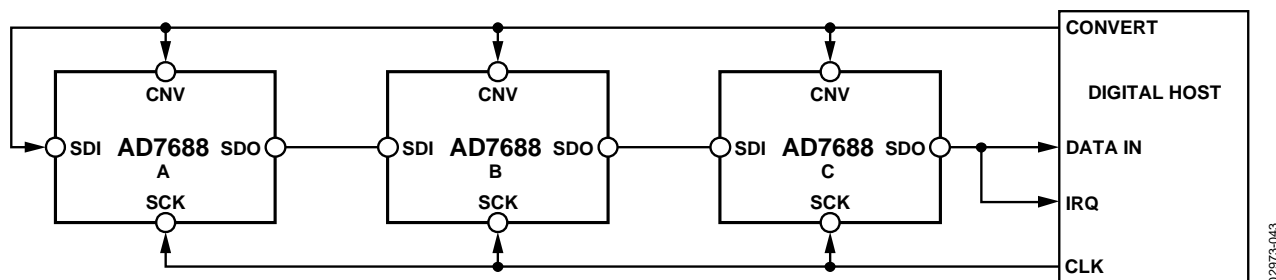 CONVERT
CNV
CNV
CNV
DIGITAL HOST
SDI AD7688 SDO
A
SDI AD7688 SDO
B
SDI AD7688 SDO
C
DATA IN
SCK
SCK
SCK
IRQ
CLK
02973-043